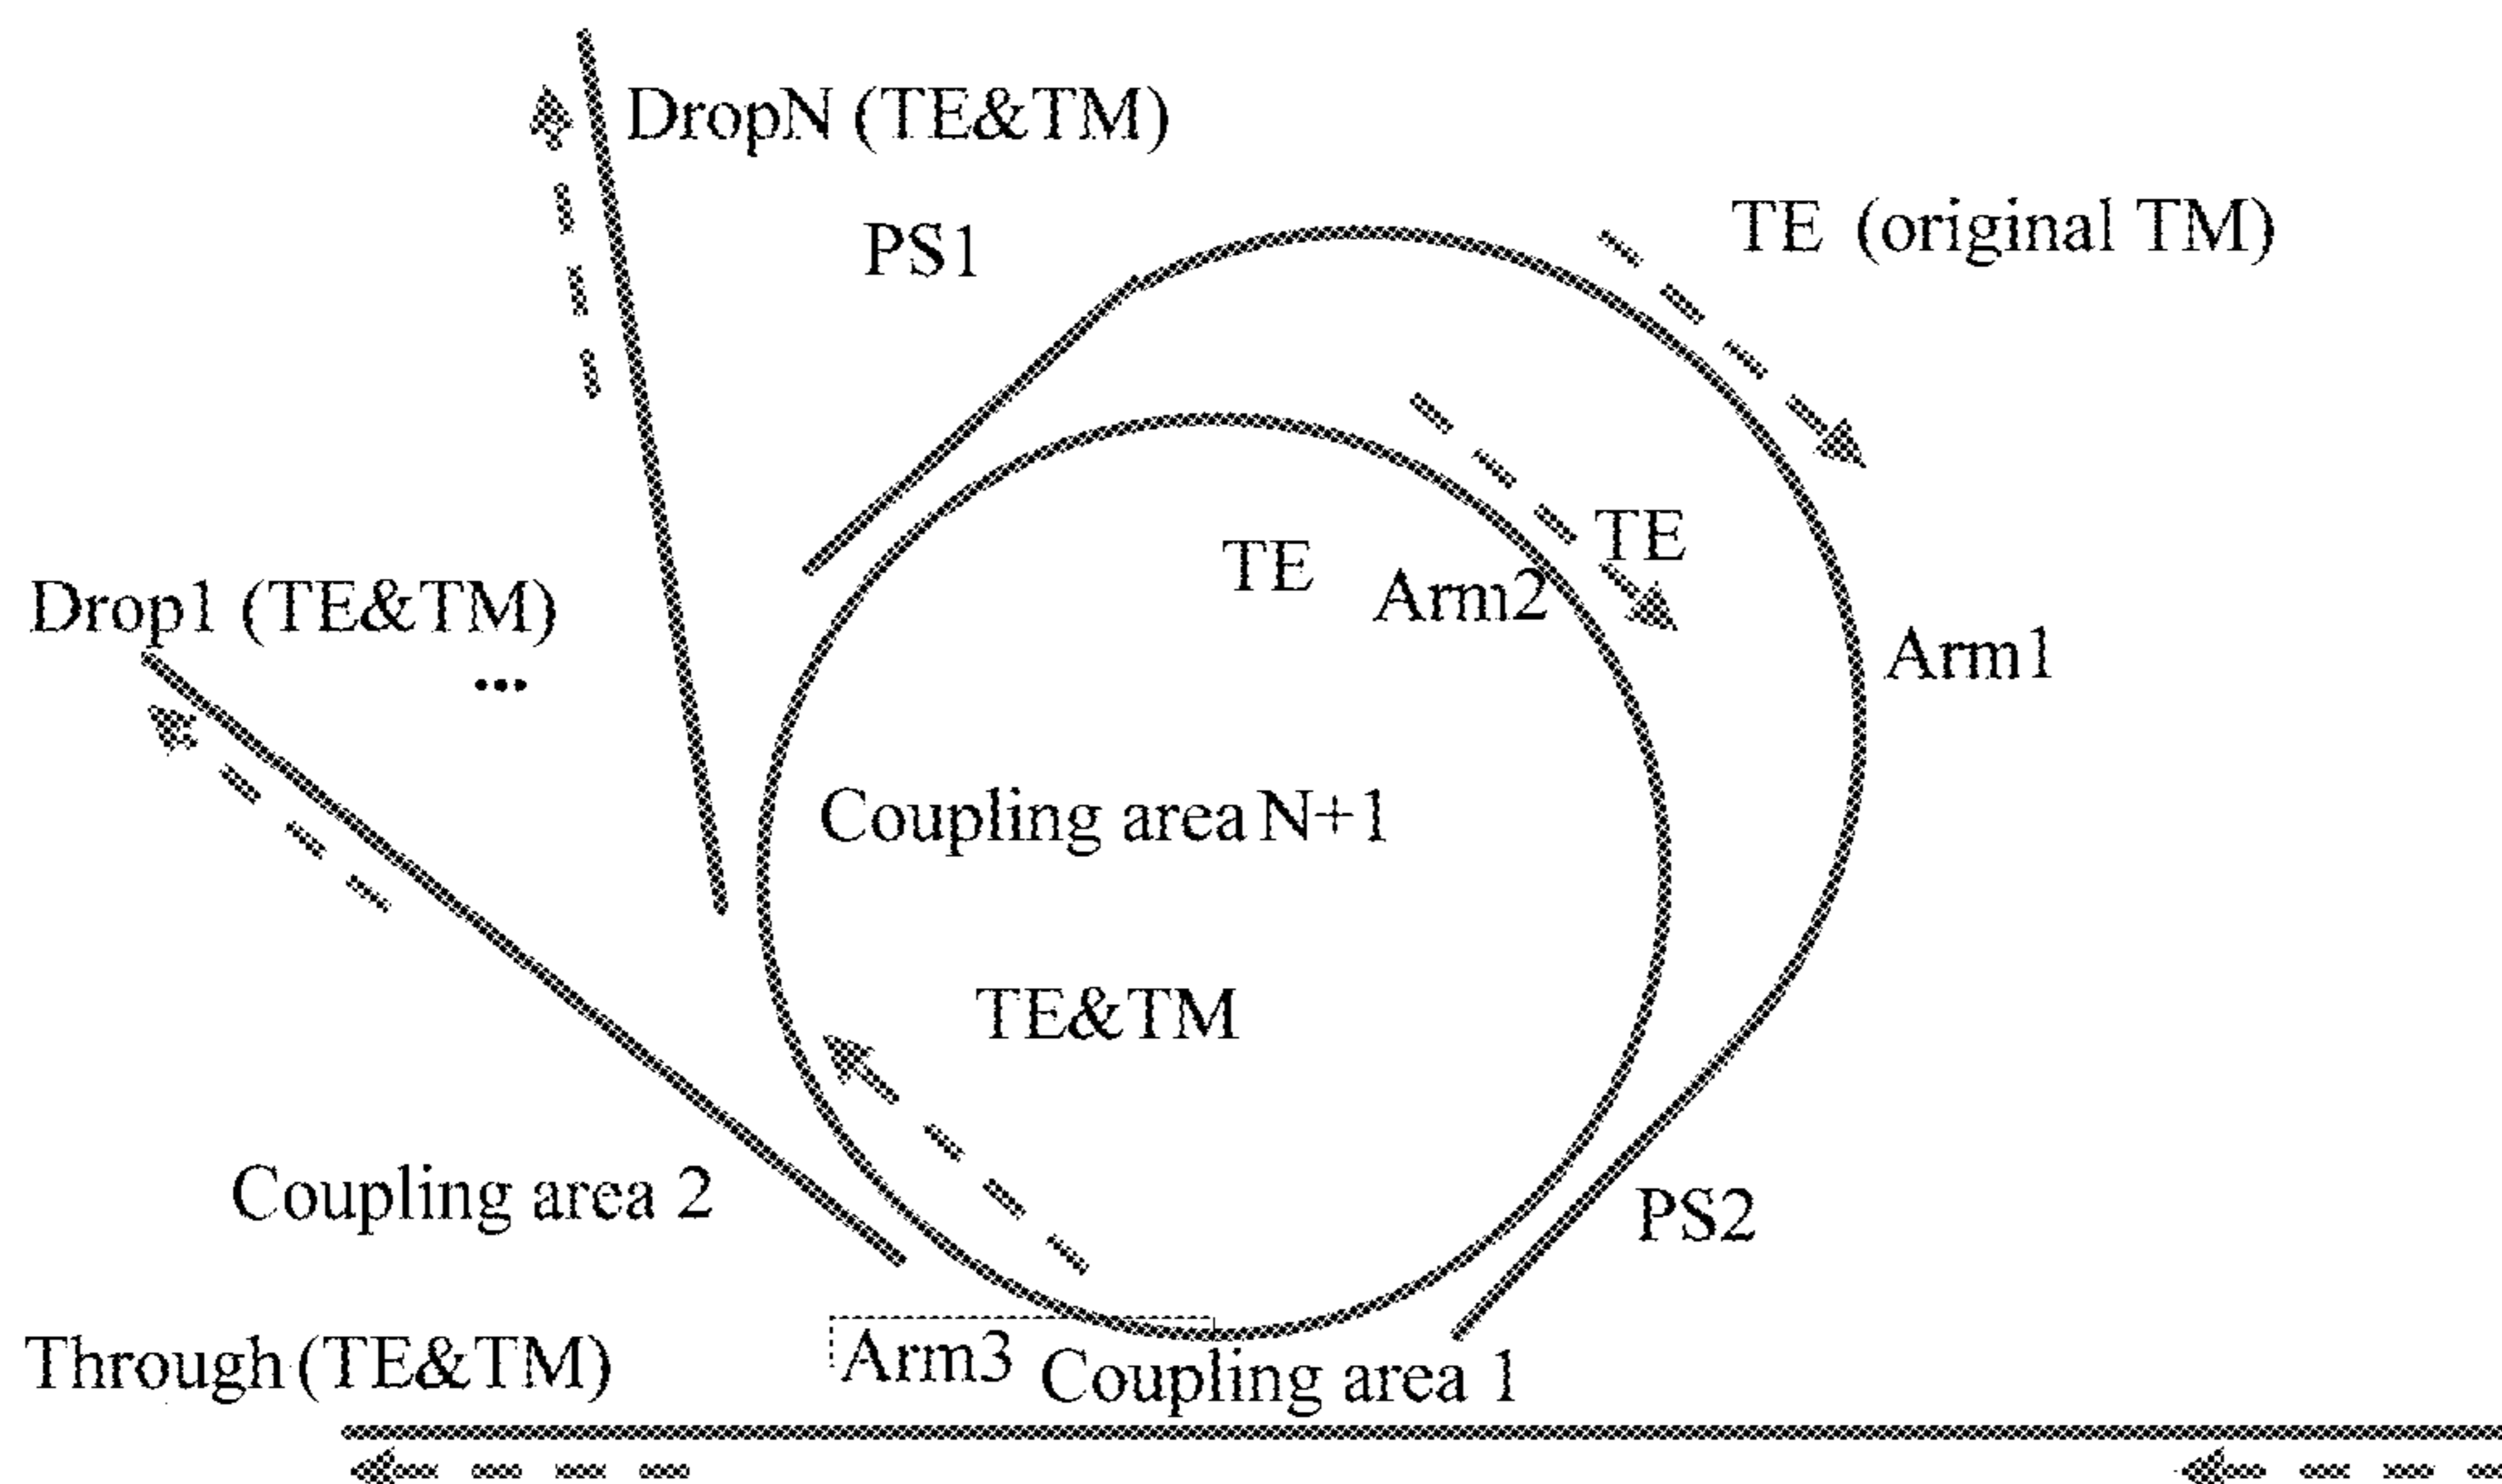 DropN (TE&TM)
PS1
TE (original TM)
TE
TE
Arm2
Drop1 (TE&TM)
...
Arm1
Coupling area N+1
TE&TM
Coupling area 2
PS2
Through (TE&TM)
Arm3
Coupling area 1